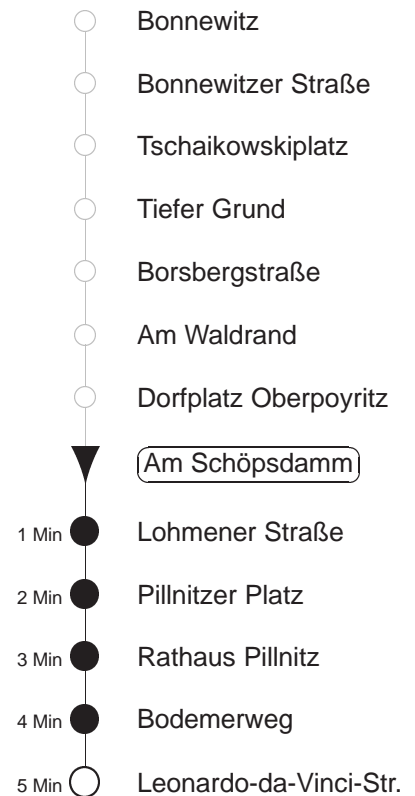 Bonnewitz
Bonnewitzer Straße
Tschaikowskiplatz
Tiefer Grund
Borsbergstraße
Am Waldrand
Dorfplatz Oberpoyritz
Am Schöpsdamm
1 Min Lohmener Straße
2 Min Pillnitzer Platz
3 Min Rathaus Pillnitz
4 Min Bodemerweg
5 Min Leonardo-da-Vinci-Str.